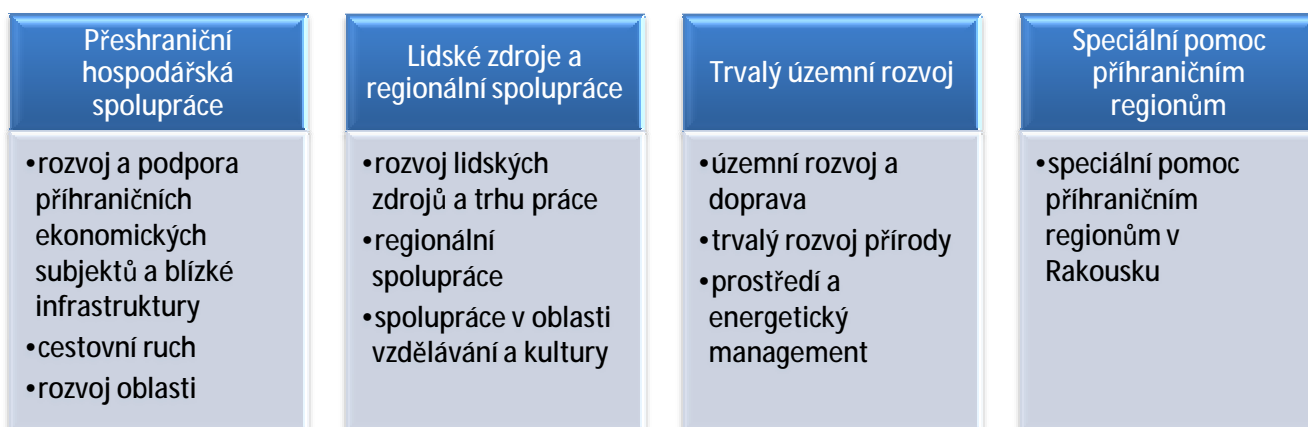 Přeshraniční
hospodářská
spolupráce
•rozvoj a podpora
příhraničních
ekonomických
subjektů a blízké
infrastruktury
•cestovní ruch
•rozvoj oblasti
Lidské zdroje a
regionální spolupráce
•rozvoj lidských
zdrojů a trhu práce
•regionální
spolupráce
•spolupráce v oblasti
vzdělávání a kultury
Trvalý územní rozvoj
•územní rozvoj a
doprava
•trvalý rozvoj přírody
•prostředí a
energetický
management
Speciální pomoc
příhraničním
regionům
•speciální pomoc
příhraničním
regionům v
Rakousku